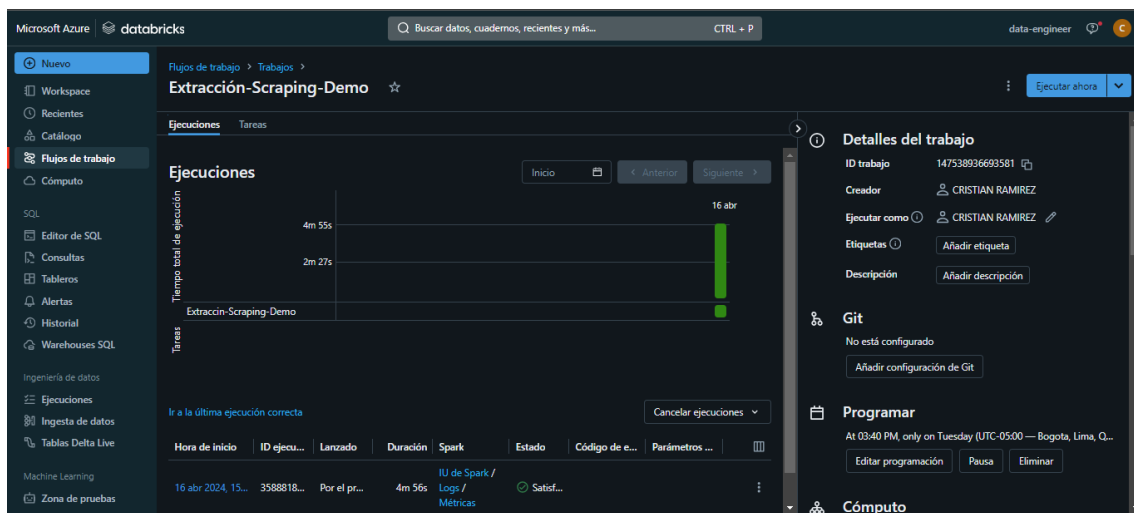 Microsoft Azure databricks
Buscar datos, cuadernos, recientes y más... CTRL + P
data-engineer
C
Nuevo
Workspace
Recientes
Catálogo
Flujos de trabajo
Cómputo
SQL
Editor de SQL
Consultas
Tableros
Alertas
Historial
Warehouses SQL
Ingeniería de datos
Ejecuciones
Ingesta de datos
Tablas Delta Live
Machine Learning
Zona de pruebas
Flujos de trabajo > Trabajos >
Extracción-Scraping-Demo
Ejecutar ahora
Ejecuciones Tareas
Ejecuciones
Inicio
Anterior
Siguiente
Tiempo total de ejecución
16 abr
4m 55s
2m 27s
Extraccin-Scraping-Demo
Tareas
Ir a la última ejecución correcta
Cancelar ejecuciones
Hora de inicio ID ejecu... Lanzado Duración Spark Estado Código de e... Parámetros ...
16 abr 2024, 15... 3588818... Por el pr... 4m 56s IU de Spark / Logs / Métricas Satisf...
Detalles del trabajo
ID trabajo 147538936693581
Creador CRISTIAN RAMIREZ
Ejecutar como CRISTIAN RAMIREZ
Etiquetas Añadir etiqueta
Descripción Añadir descripción
Git
No está configurado
Añadir configuración de Git
Programar
At 03:40 PM, only on Tuesday (UTC-05:00 — Bogota, Lima, Q...
Editar programación Pausa Eliminar
Cómputo